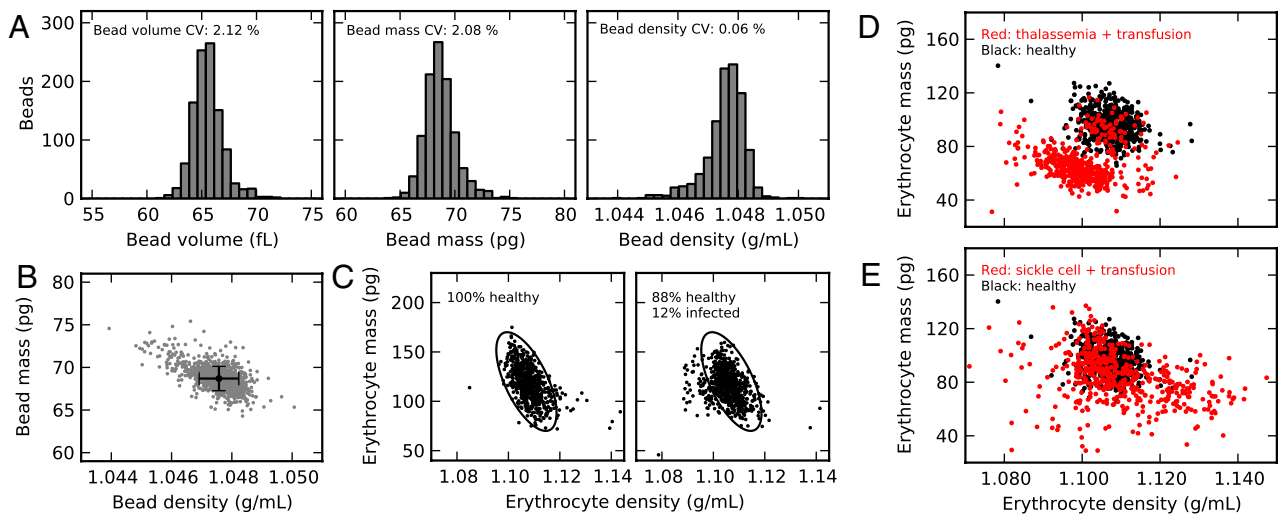 A
Bead volume CV: 2.12 %
Bead mass CV: 2.08 %
Bead density CV: 0.06 %
Beads
300
200
100
0
55 60 65 70 75
60 65 70 75 80
1.044 1.046 1.048 1.050
Bead volume (fL)
Bead mass (pg)
Bead density (g/mL)
B
Bead mass (pg)
80
75
70
65
60
1.044 1.046 1.048 1.050
Bead density (g/mL)
C
Erythrocyte mass (pg)
200
150
100
50
100% healthy
88% healthy
12% infected
1.08 1.10 1.12 1.14
1.08 1.10 1.12 1.14
Erythrocyte density (g/mL)
Erythrocyte density (g/mL)
D
Erythrocyte mass (pg)
160
120
80
40
Red: thalassemia + transfusion
Black: healthy
E
Erythrocyte mass (pg)
160
120
80
40
Red: sickle cell + transfusion
Black: healthy
1.080 1.100 1.120 1.140
Erythrocyte density (g/mL)